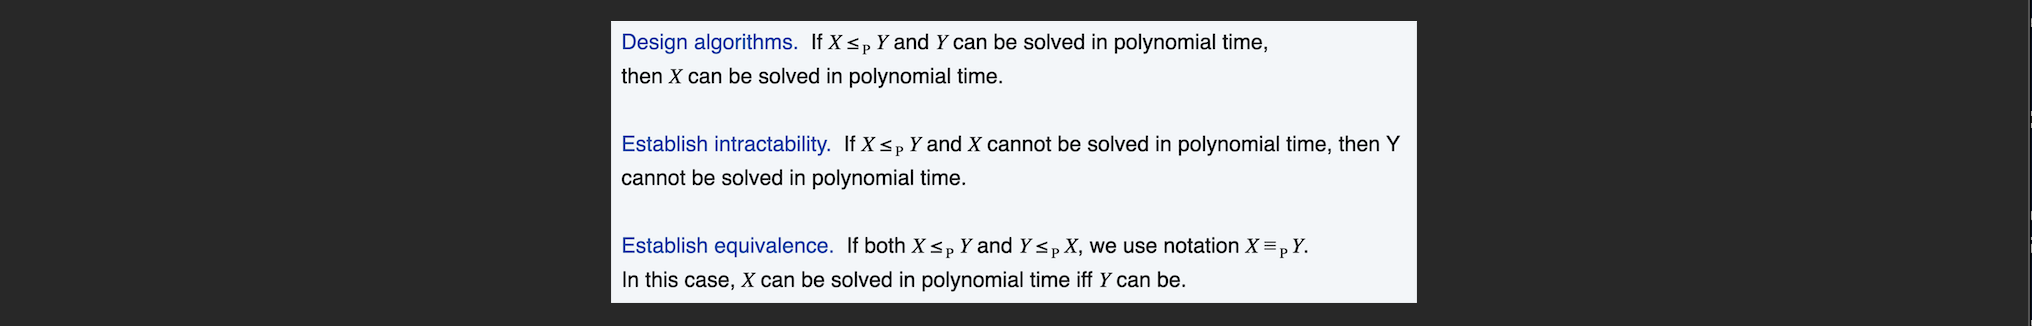 Design algorithms. If X ≤P Y and Y can be solved in polynomial time,
then X can be solved in polynomial time.
Establish intractability. If X ≤P Y and X cannot be solved in polynomial time, then Y
cannot be solved in polynomial time.
Establish equivalence. If both X ≤P Y and Y ≤P X, we use notation X ≡P Y.
In this case, X can be solved in polynomial time iff Y can be.